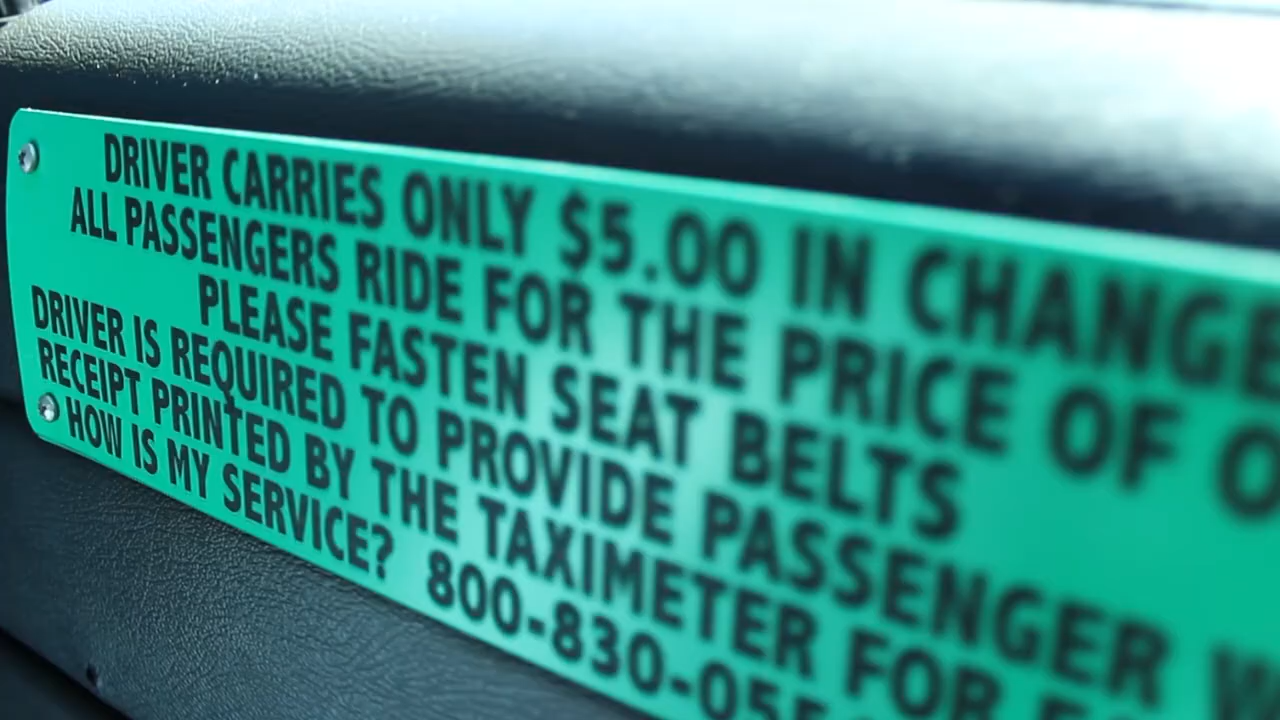 DRIVER CARRIES ONLY $5.00 IN CHANGE
ALL PASSENGERS RIDE FOR THE PRICE OF
PLEASE FASTEN SEAT BELTS
DRIVER IS REQUIRED TO PROVIDE PASSENGER
RECEIPT PRINTED BY THE TAXIMETER FOR
HOW IS MY SERVICE? 800-830-05